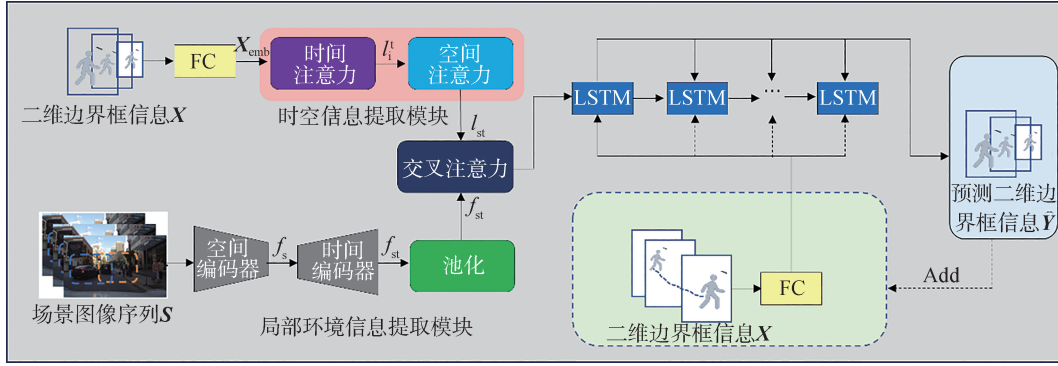 FC
X_emb
时间
注意力
l_i^t
空间
注意力
二维边界框信息X
时空信息提取模块
l_st
交叉注意力
f_st
场景图像序列S
空间
编码器
f_s
时间
编码器
f_st
池化
局部环境信息提取模块
LSTM
LSTM
...
LSTM
预测二维边
界框信息Ŷ
Add
FC
二维边界框信息X